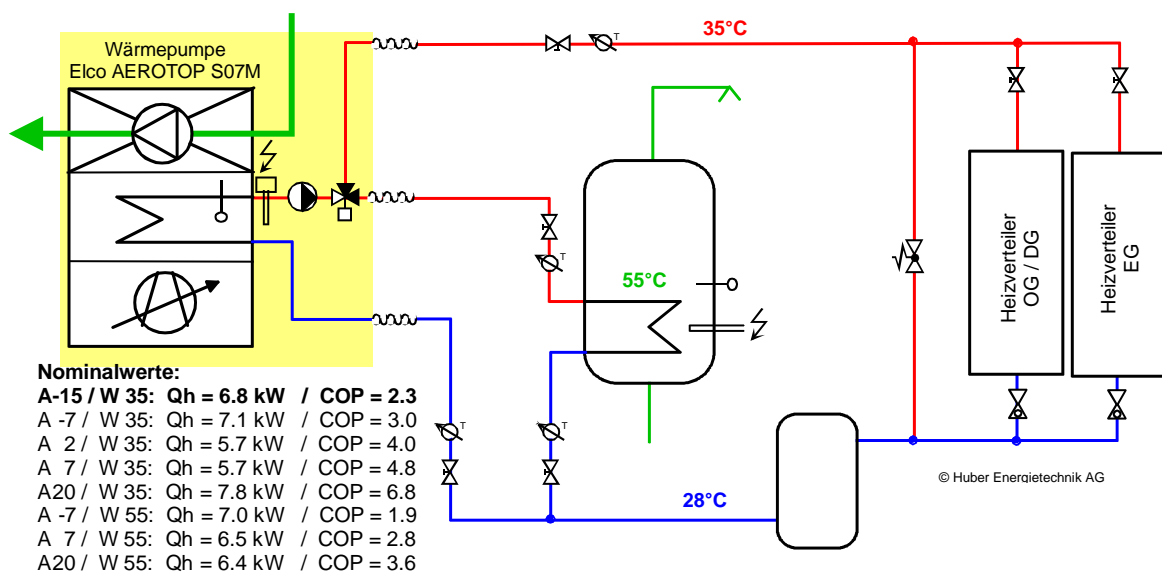 Wärmepumpe
Elco AEROTOP S07M
35°C
T
T
55°C
Heizverteiler
OG / DG
Heizverteiler
EG
Nominalwerte:
A-15 / W 35: Qh = 6.8 kW / COP = 2.3
A -7 / W 35: Qh = 7.1 kW / COP = 3.0
A 2 / W 35: Qh = 5.7 kW / COP = 4.0
A 7 / W 35: Qh = 5.7 kW / COP = 4.8
A20 / W 35: Qh = 7.8 kW / COP = 6.8
A -7 / W 55: Qh = 7.0 kW / COP = 1.9
A 7 / W 55: Qh = 6.5 kW / COP = 2.8
A20 / W 55: Qh = 6.4 kW / COP = 3.6
T
T
28°C
© Huber Energietechnik AG